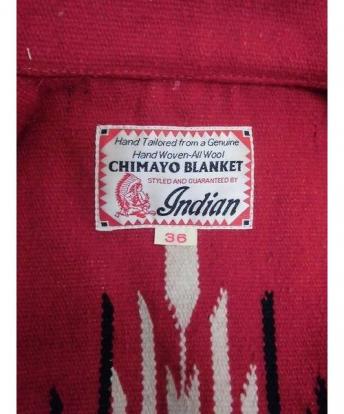 Hand Tailored from a Genuine
Hand Woven-All Wool
CHIMAYO BLANKET
STYLED AND GUARANTEED BY
Indian
36